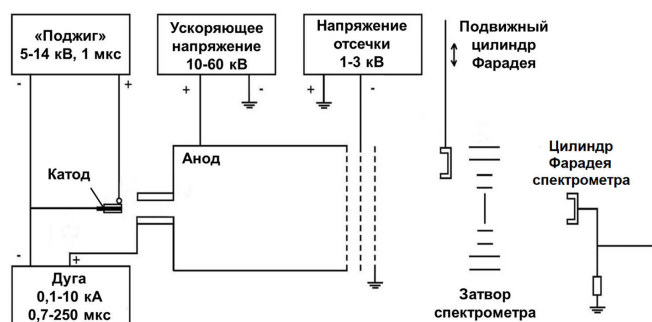 «Поджиг»
5-14 кВ, 1 мкс
Ускоряющее
напряжение
10-60 кВ
Напряжение
отсечки
1-3 кВ
Подвижный
цилиндр
Фарадея
- +
+ -
+ -
Анод
Катод
Цилиндр
Фарадея
спектрометра
- +
Дуга
0,1-10 кА
0,7-250 мкс
Затвор
спектрометра